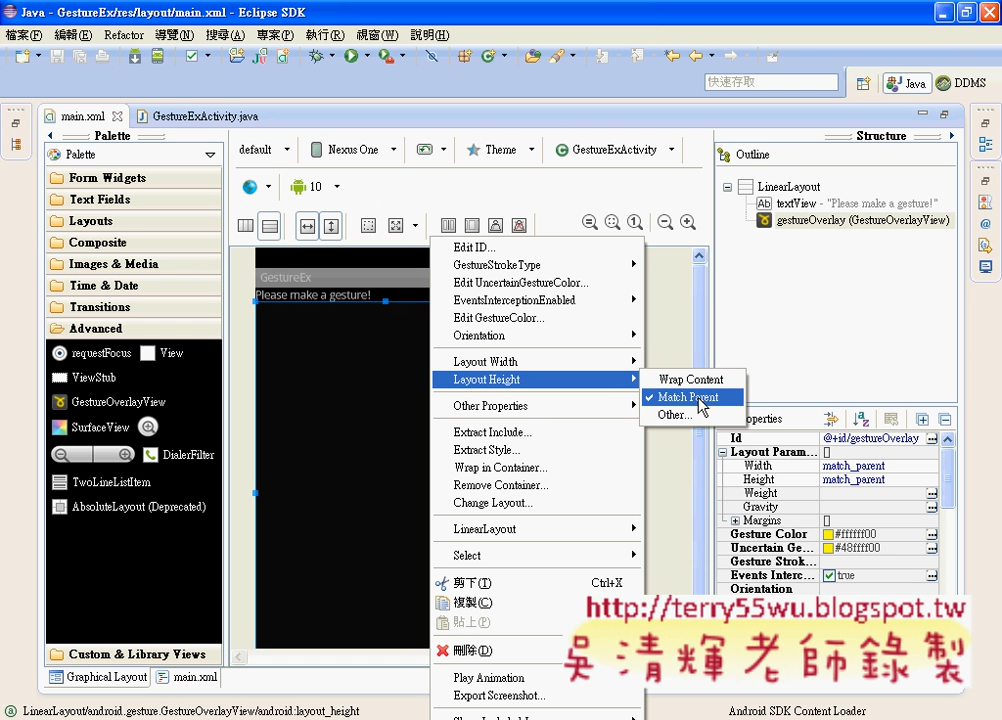 Java - GestureEx/res/layout/main.xml - Eclipse SDK
檔案(F) 編輯(E) Refactor 導覽(N) 搜尋(A) 專案(P) 執行(R) 視窗(W) 說明(H)
快速存取
Java
DDMS
main.xml
GestureExActivity.java
Palette
Palette
Form Widgets
Text Fields
Layouts
Composite
Images & Media
Time & Date
Transitions
Advanced
requestFocus
View
ViewStub
GestureOverlayView
SurfaceView
DialerFilter
TwoLineListItem
AbsoluteLayout (Deprecated)
Custom & Library Views
Graphical Layout
main.xml
default
Nexus One
Theme
GestureExActivity
10
GestureEx
Please make a gesture!
Edit ID...
GestureStrokeType
Edit UncertainGestureColor...
EventsInterceptionEnabled
Edit GestureColor...
Orientation
Layout Width
Layout Height
Other Properties
Extract Include...
Extract Style...
Wrap in Container...
Remove Container...
Change Layout...
LinearLayout
Select
剪下(T) Ctrl+X
複製(C)
貼上(P)
刪除(D)
Play Animation
Export Screenshot...
Wrap Content
Match Parent
Other...
Structure
Outline
LinearLayout
textView - "Please make a gesture!"
gestureOverlay (GestureOverlayView)
Id @+id/gestureOverlay
Layout Param... []
Width match_parent
Height match_parent
Weight
Gravity
Margins []
Gesture Color #ffffff00
Uncertain Ge... #48ffff00
Gesture Strok...
Events Interc... true
Orientation
http://terry55wu.blogspot.tw
吳清輝老師錄製
LinearLayout/android.gesture.GestureOverlayView/android:layout_height
Android SDK Content Loader